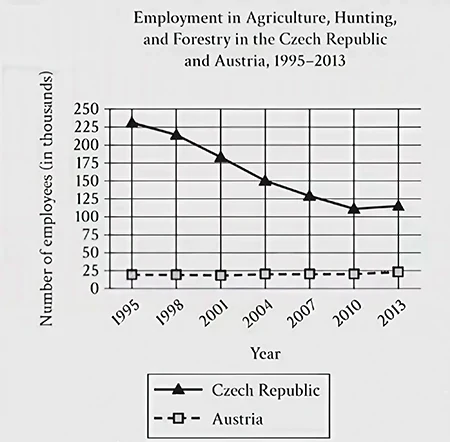 Employment in Agriculture, Hunting,
and Forestry in the Czech Republic
and Austria, 1995–2013
Number of employees (in thousands)
250
225
200
175
150
125
100
75
50
25
0
1995
1998
2001
2004
2007
2010
2013
Year
Czech Republic
Austria